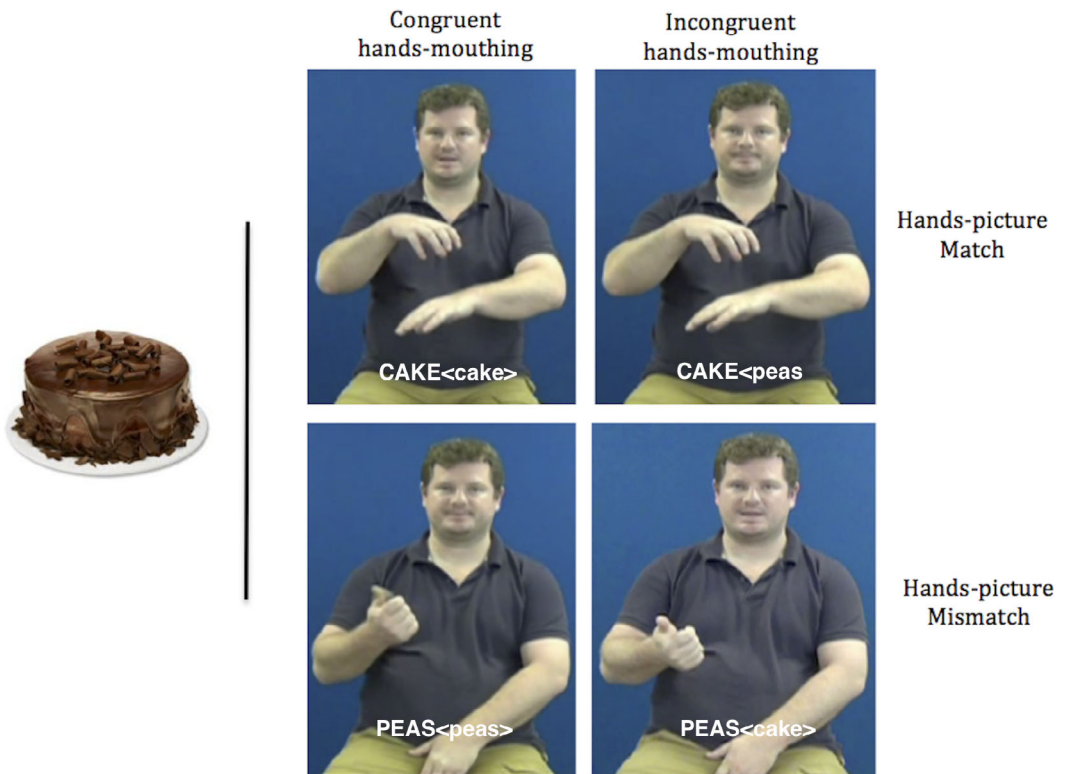 Congruent
hands-mouthing
Incongruent
hands-mouthing
CAKE<cake>
CAKE<peas
Hands-picture
Match
PEAS<peas>
PEAS<cake>
Hands-picture
Mismatch